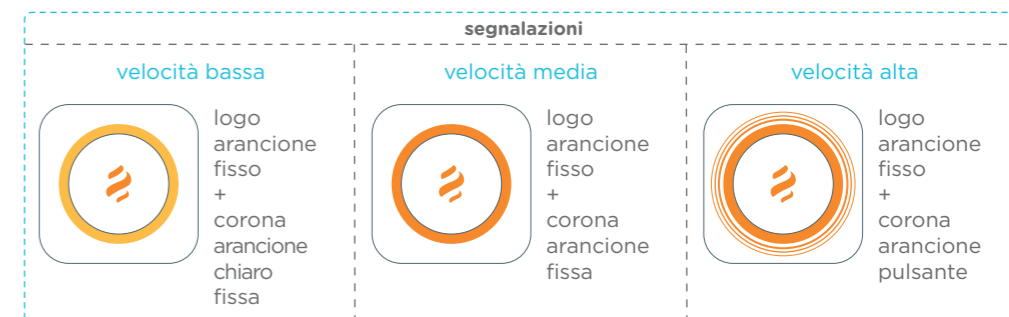 segnalazioni
velocità bassa
logo
arancione
fisso
+
corona
arancione
chiaro
fissa
velocità media
logo
arancione
fisso
+
corona
arancione
fissa
velocità alta
logo
arancione
fisso
+
corona
arancione
pulsante